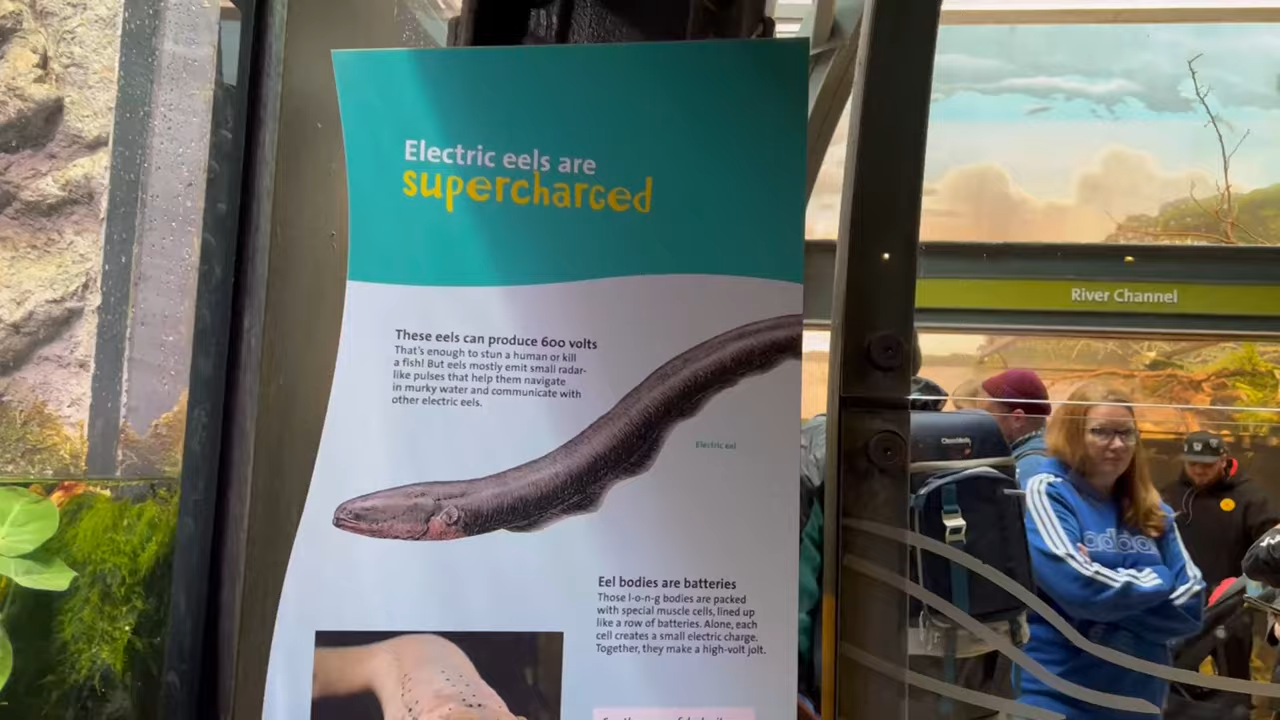 Electric eels are
supercharged
These eels can produce 600 volts
That's enough to stun a human or kill
a fish! But eels mostly emit small radar-
like pulses that help them navigate
in murky water and communicate with
other electric eels.
Electric eel
Eel bodies are batteries
Those l-o-n-g bodies are packed
with special muscle cells, lined up
like a row of batteries. Alone, each
cell creates a small electric charge.
Together, they make a high-volt jolt.
River Channel
adidas